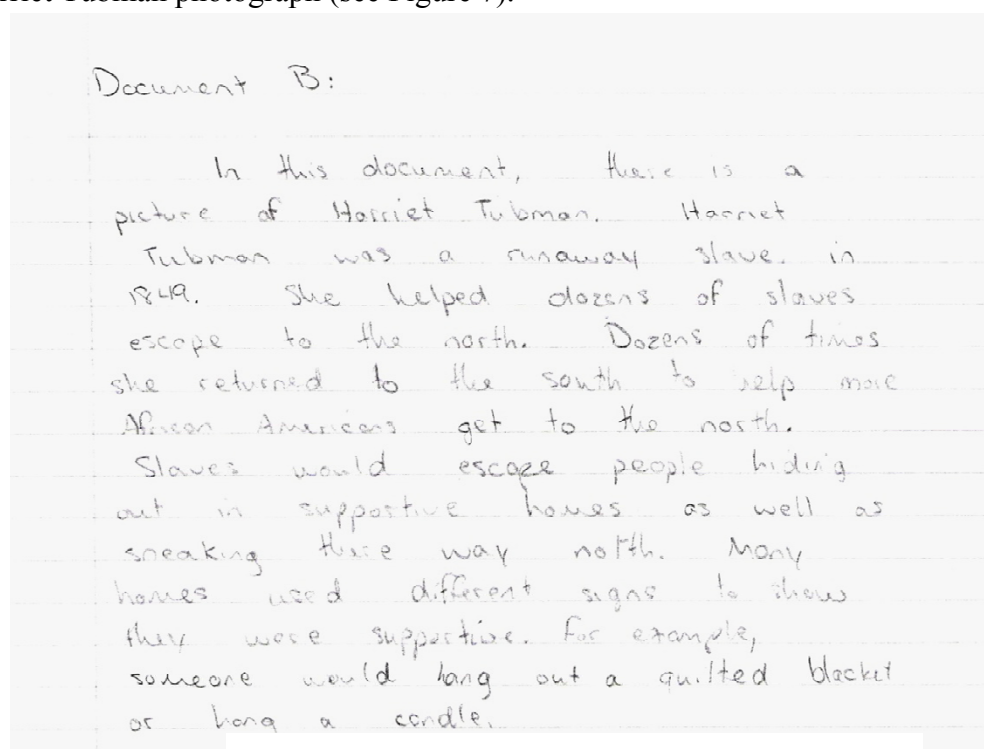 rriet Tubman photograph (see Figure 7).
Document B:
In this document, there is a
picture of Harriet Tubman. Harriet
Tubman was a runaway slave. in
1849. She helped dozens of slaves
escape to the north. Dozens of times
she returned to the south to help more
African Americans get to the north.
Slaves would escape people hiding
out in supportive homes as well as
sneaking there way north. Many
homes used different signs to show
they were supportive. For example,
someone would hang out a quilted blacket
or hang a candle.